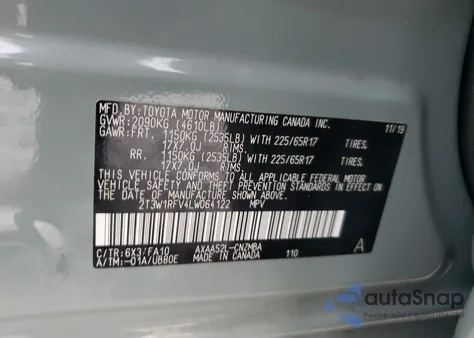 MFD.BY:TOYOTA MOTOR MANUFACTURING CANADA INC.
GVWR:2090KG (4610LB) 11/19
GAWR:FRT. 1150KG (2535LB) WITH 225/65R17 TIRES.
17X7.0J RIMS.
RR. 1150KG (2535LB) WITH 225/65R17 TIRES.
17X7.0J RIMS.
THIS VEHICLE CONFORMS TO ALL APPLICABLE FEDERAL MOTOR
VEHICLE SAFETY AND THEFT PREVENTION STANDARDS IN EFFECT ON
THE DATE OF MANUFACTURE SHOWN ABOVE.
2T3W1RFV4LW064122 MPV
C/TR:6X3/FA10 AXAA52L-CNZMBA A
A/TM:-01A/UB80E MADE IN CANADA 110
autaSnap